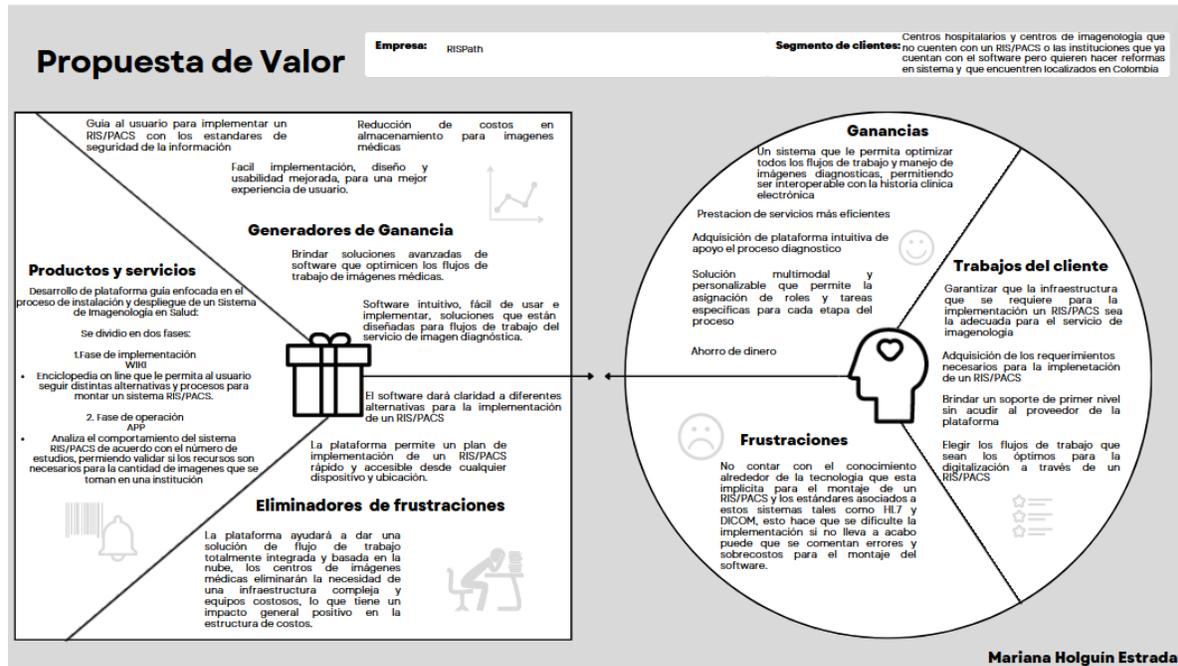 Propuesta de Valor
Empresa:
RISPath
Segmento de clientes:
Centros hospitalarios y centros de imagenología que
no cuenten con un RIS/PACS o las instituciones que ya
cuentan con el software pero quieren hacer reformas
en sistema y que encuentren localizados en Colombia
Guía al usuario para implementar un
RIS/PACS con los estandares de
seguridad de la información
Reducción de costos en
almacenamiento para imagenes
médicas
Facil implementación, diseño y
usabilidad mejorada, para una mejor
experiencia de usuario.
Generadores de Ganancia
Brindar soluciones avanzadas de
software que optimicen los flujos de
trabajo de imágenes médicas.
Software intuitivo, fácil de usar e
implementar, soluciones que están
diseñadas para flujos de trabajo del
servicio de imagen diagnóstica.
Productos y servicios
Desarrollo de plataforma guía enfocada en el
proceso de instalación y despliegue de un Sistema
de Imagenología en Salud:
Se dividio en dos fases:
1.Fase de implementación
WIKI
• Enciclopedia on line que le permita al usuario
seguir distintas alternativas y procesos para
montar un sistema RIS/PACS.
2. Fase de operación
APP
• Analiza el comportamiento del sistema
RIS/PACS de acuerdo con el número de
estudios, permiendo validar si los recursos son
necesarios para la cantidad de imagenes que se
toman en una institución
El software dará claridad a diferentes
alternativas para la implementación
de un RIS/PACS
La plataforma permite un plan de
implementación de un RIS/PACS
rápido y accesible desde cualquier
dispositivo y ubicación.
Eliminadores de frustraciones
La plataforma ayudará a dar una
solución de flujo de trabajo
totalmente integrada y basada en la
nube, los centros de imágenes
médicas eliminarán la necesidad de
una infraestructura compleja y
equipos costosos, lo que tiene un
impacto general positivo en la
estructura de costos.
Ganancias
Un sistema que le permita optimizar
todos los flujos de trabajo y manejo de
imágenes diagnosticas, permitiendo
ser interoperable con la historia clínica
electrónica
Prestacion de servicios más eficientes
Adquisición de plataforma intuitiva de
apoyo el proceso diagnostico
Solución multimodal y
personalizable que permite la
asignación de roles y tareas
específicas para cada etapa del
proceso
Ahorro de dinero
Trabajos del cliente
Garantizar que la infraestructura
que se requiere para la
implementación un RIS/PACS sea
la adecuada para el servicio de
imagenología
Adquisición de los requerimientos
necesarios para la implenetación
de un RIS/PACS
Brindar un soporte de primer nivel
sin acudir al proveedor de la
plataforma
Elegir los flujos de trabajo que
sean los óptimos para la
digitalización a través de un
RIS/PACS
Frustraciones
No contar con el conocimiento
alrededor de la tecnología que esta
implícita para el montaje de un
RIS/PACS y los estándares asociados a
estos sistemas tales como HL7 y
DICOM, esto hace que se dificulte la
implementación si no lleva a acabo
puede que se comentan errores y
sobrecostos para el montaje del
software.
Mariana Holguín Estrada